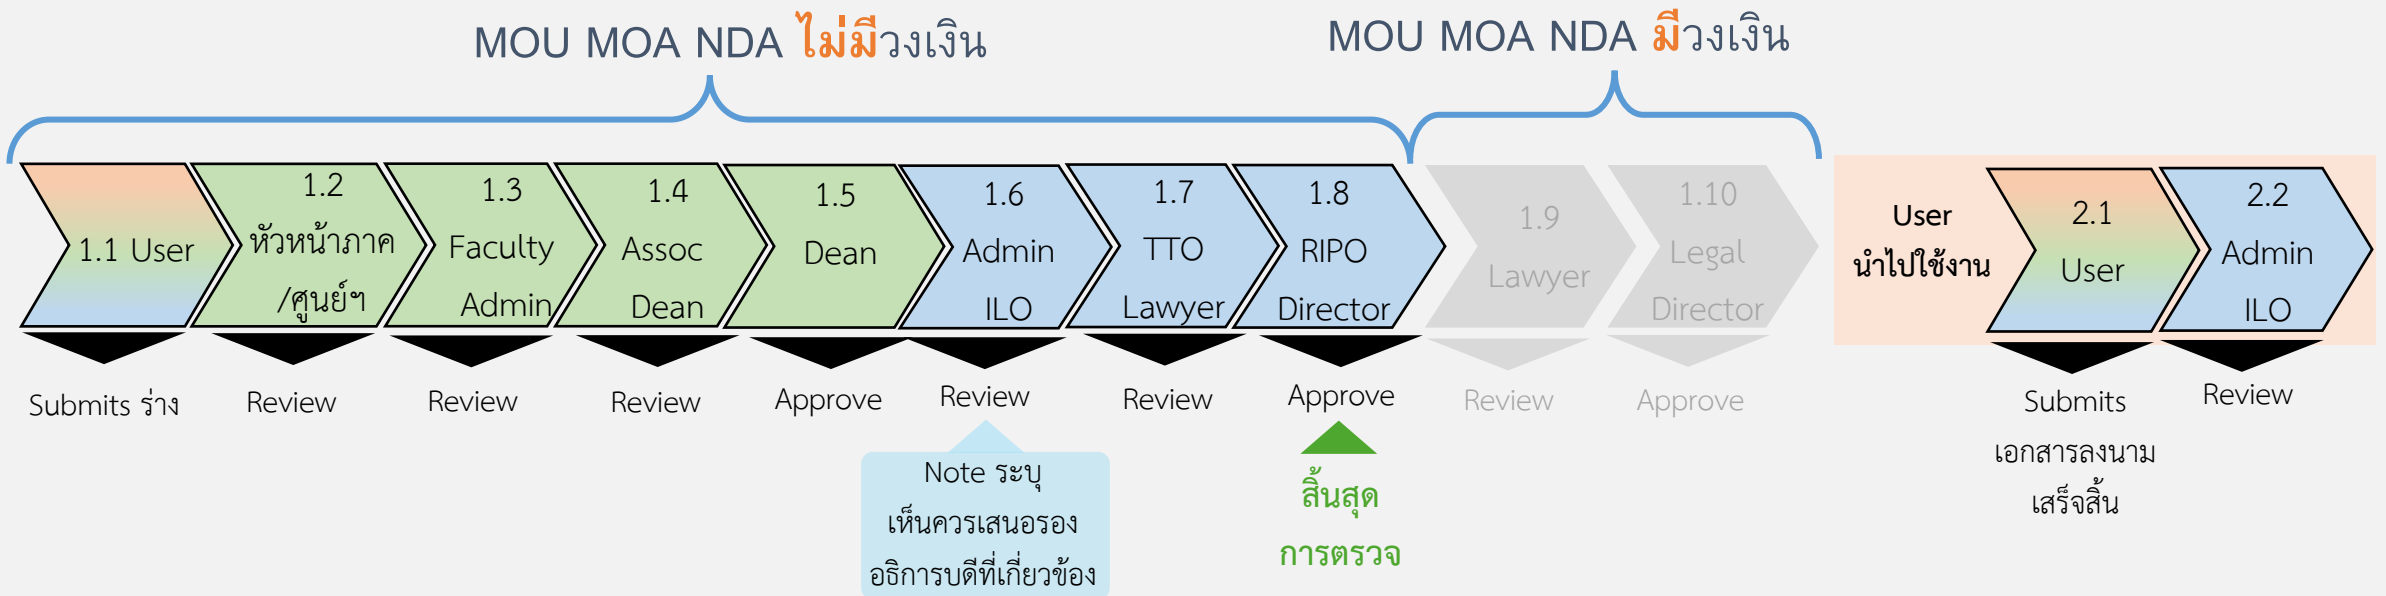 MOU MOA NDA ไม่มีวงเงิน
MOU MOA NDA มีวงเงิน
1.1 User
1.2
หัวหน้าภาค
/ศูนย์ฯ
1.3
Faculty
Admin
1.4
Assoc
Dean
1.5
Dean
1.6
Admin
ILO
1.7
TTO
Lawyer
1.8
RIPO
Director
1.9
Lawyer
1.10
Legal
Director
User
นำไปใช้งาน
2.1
User
2.2
Admin
ILO
Submits ร่าง
Review
Review
Review
Approve
Review
Review
Approve
Review
Approve
Submits
เอกสารลงนาม
เสร็จสิ้น
Review
Note ระบุ
เห็นควรเสนอรอง
อธิการบดีที่เกี่ยวข้อง
สิ้นสุด
การตรวจ